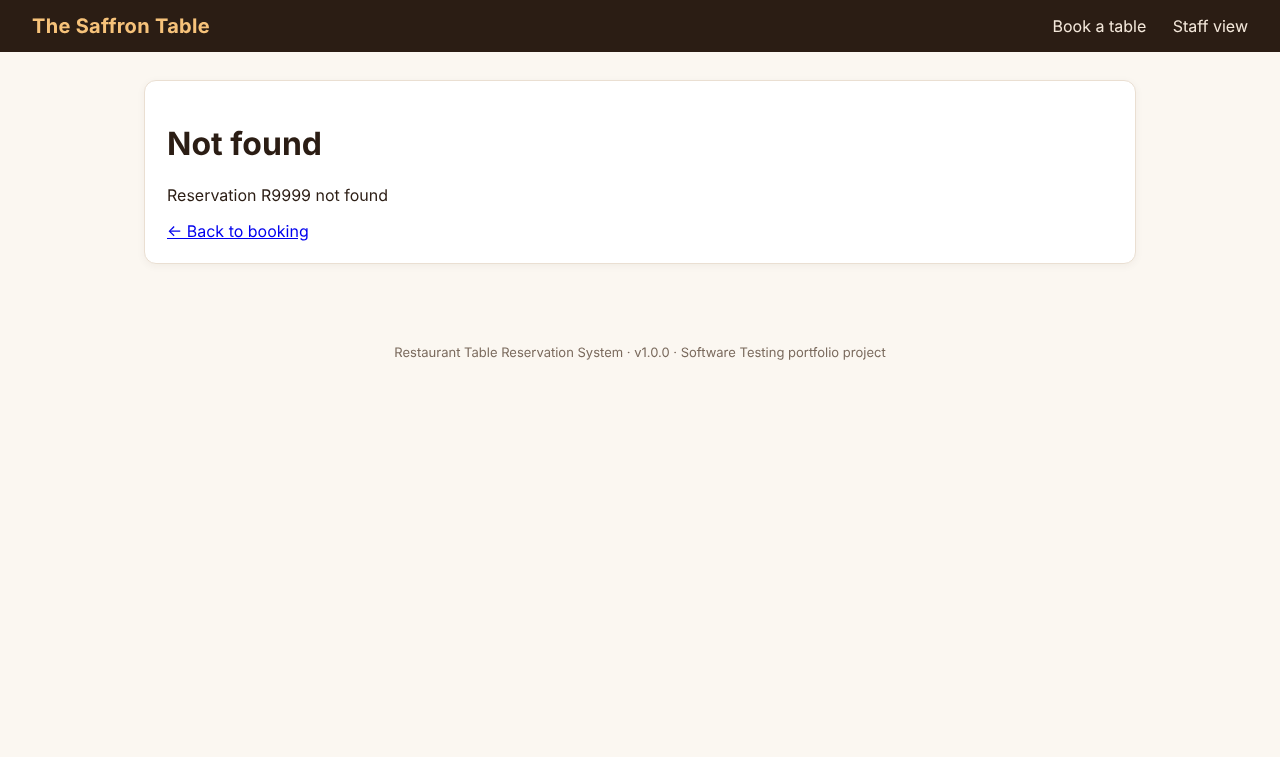 The Saffron Table
Book a table
Staff view
Not found
Reservation R9999 not found
← Back to booking
Restaurant Table Reservation System · v1.0.0 · Software Testing portfolio project